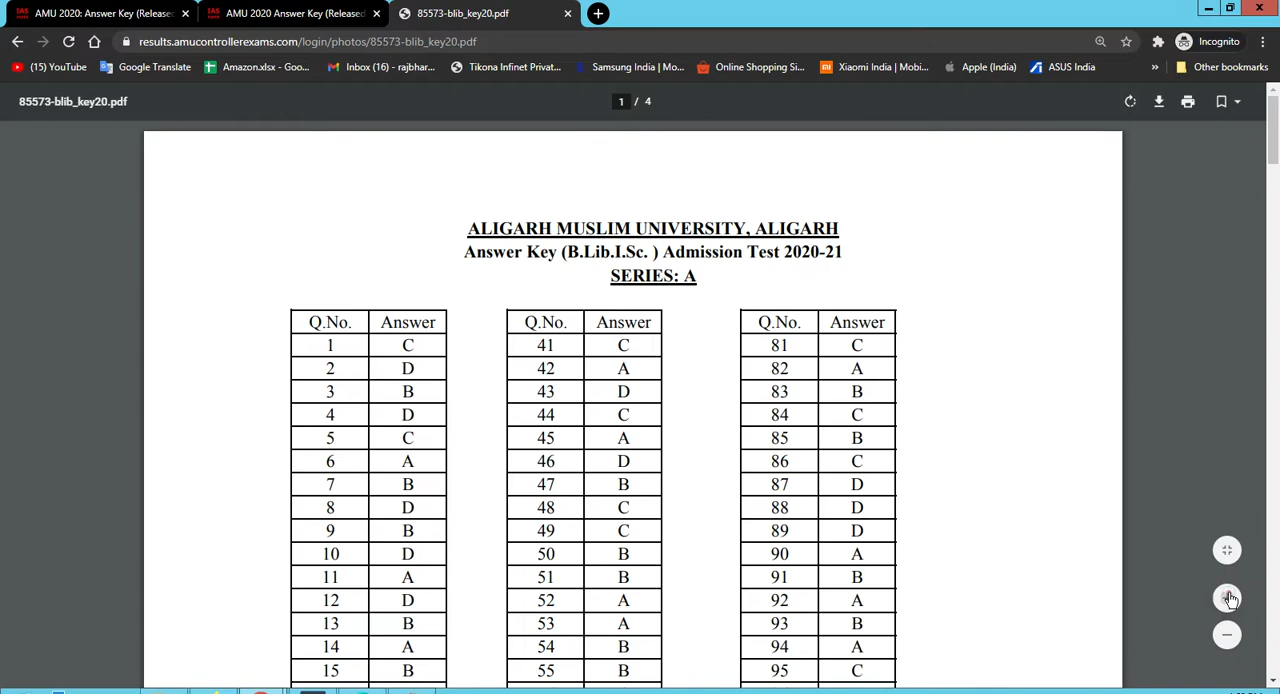 AMU 2020: Answer Key (Released
AMU 2020 Answer Key (Released
85573-blib_key20.pdf
results.amucontrollerexams.com/login/photos/85573-blib_key20.pdf
Incognito
(15) YouTube
Google Translate
Amazon.xlsx - Goo...
Inbox (16) - rajbhar...
Tikona Infinet Privat...
Samsung India | Mo...
Online Shopping Si...
Xiaomi India | Mobi...
Apple (India)
ASUS India
»
Other bookmarks
85573-blib_key20.pdf
1 / 4
ALIGARH MUSLIM UNIVERSITY, ALIGARH
Answer Key (B.Lib.I.Sc. ) Admission Test 2020-21
SERIES: A
Q.No. Answer Q.No. Answer Q.No. Answer
1 C 41 C 81 C
2 D 42 A 82 A
3 B 43 D 83 B
4 D 44 C 84 C
5 C 45 A 85 B
6 A 46 D 86 C
7 B 47 B 87 D
8 D 48 C 88 D
9 B 49 C 89 D
10 D 50 B 90 A
11 A 51 B 91 B
12 D 52 A 92 A
13 B 53 A 93 B
14 A 54 B 94 A
15 B 55 B 95 C